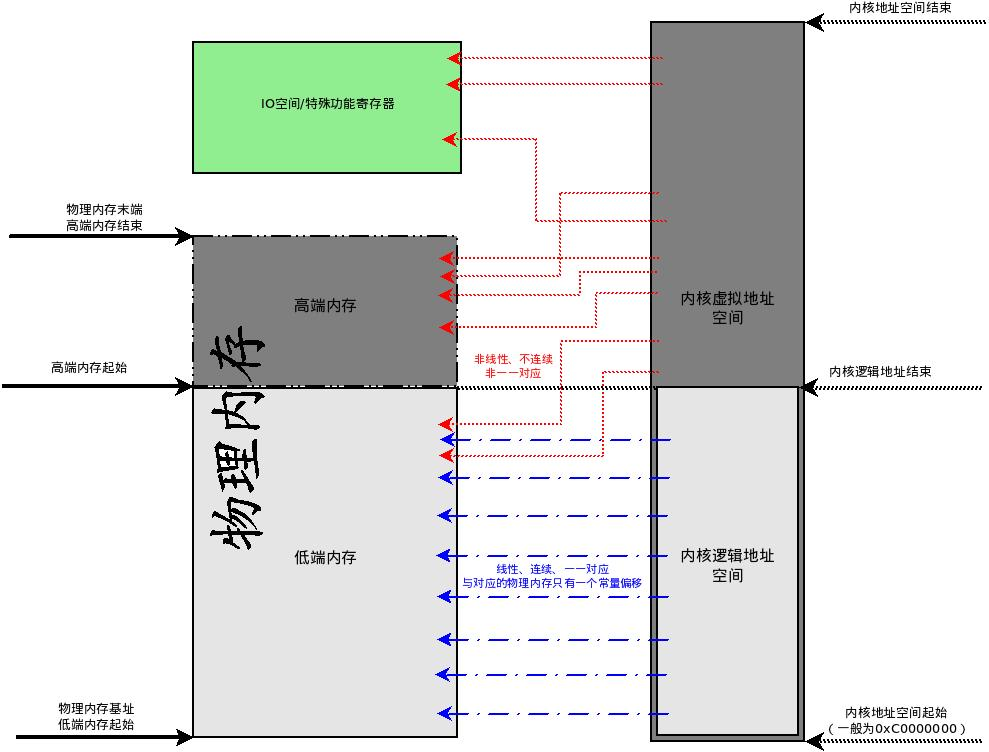 内核地址空间结束
IO空间/特殊功能寄存器
物理内存末端
高端内存结束
高端内存
内核虚拟地址
空间
非线性、不连续
非一一对应
高端内存起始
内核逻辑地址结束
物理内存
低端内存
内核逻辑地址
空间
线性、连续、一一对应
与对应的物理内存只有一个常量偏移
物理内存基址
低端内存起始
内核地址空间起始
（一般为0xC0000000）